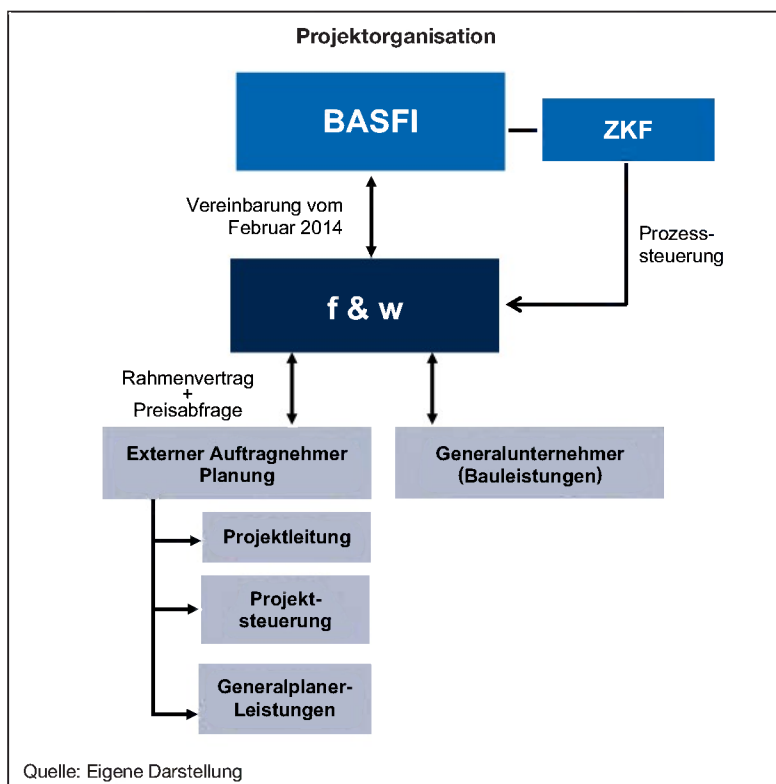 Projektorganisation
BASFI
ZKF
Vereinbarung vom
Februar 2014
Prozess-
steuerung
f & w
Rahmenvertrag
+
Preisabfrage
Externer Auftragnehmer
Planung
Generalunternehmer
(Bauleistungen)
Projektleitung
Projekt-
steuerung
Generalplaner-
Leistungen
Quelle: Eigene Darstellung